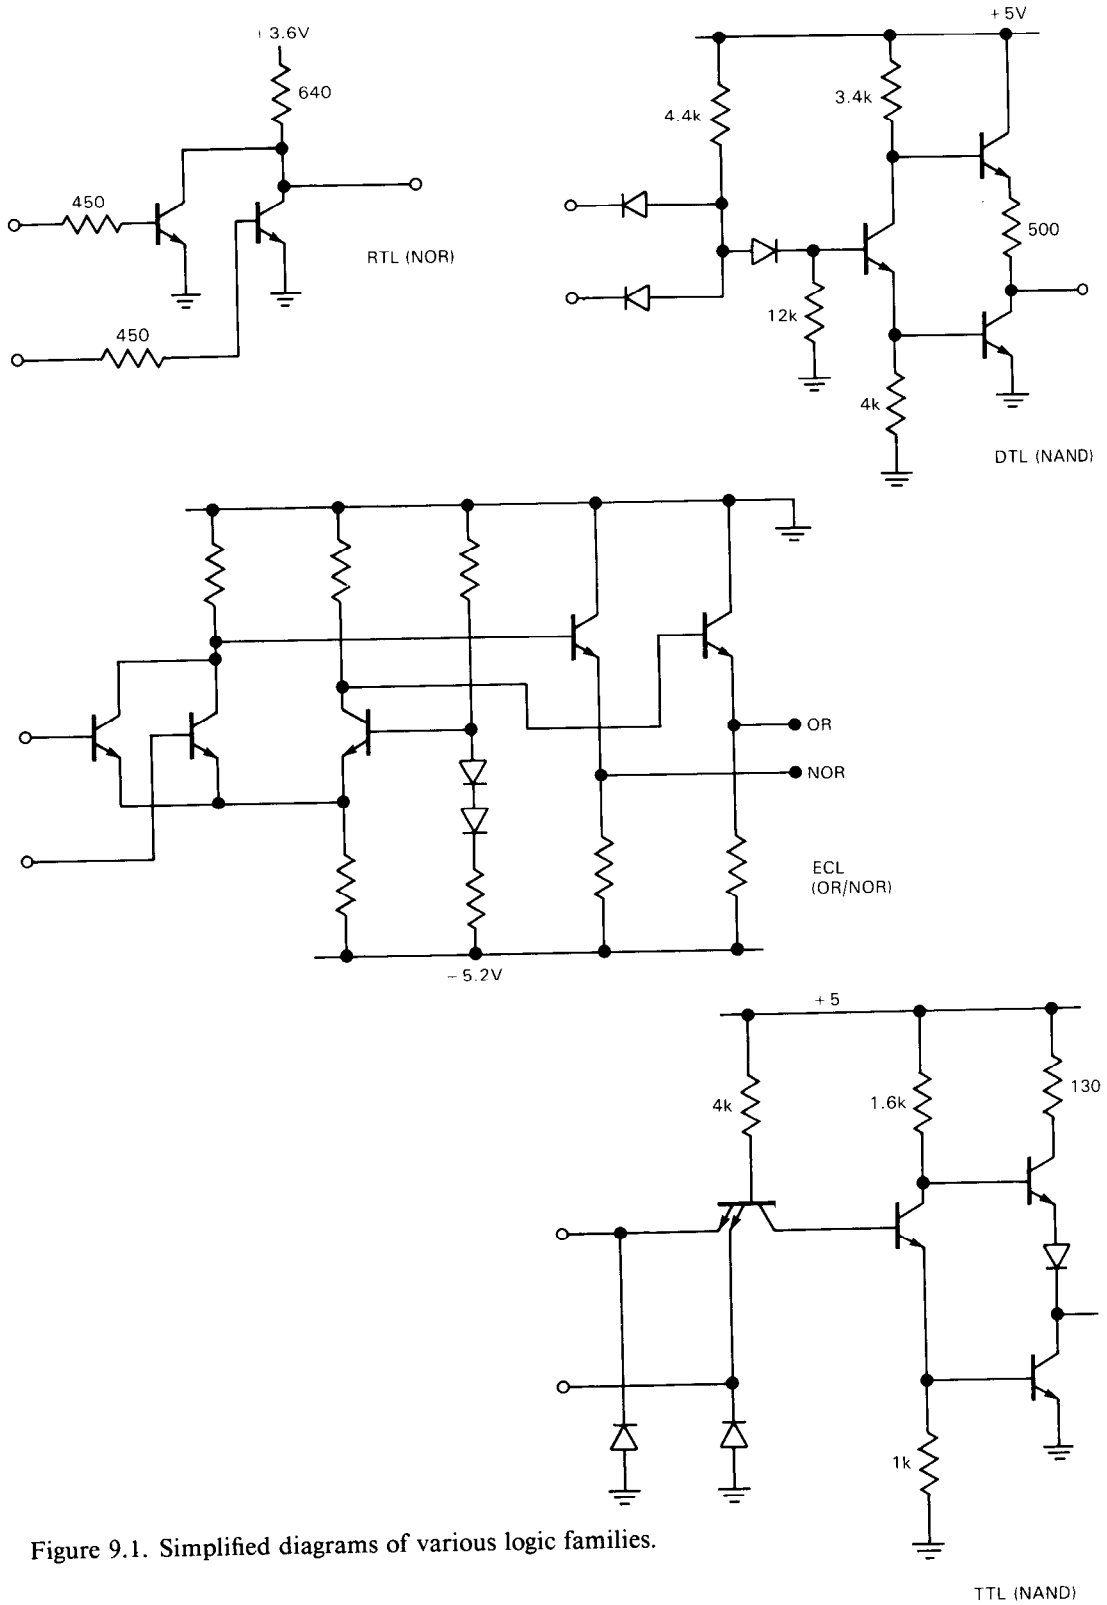 + 3.6V
640
450
RTL (NOR)
450
+ 5V
3.4k
4.4k
500
12k
4k
DTL (NAND)
OR
NOR
ECL
(OR/NOR)
– 5.2V
+ 5
4k
1.6k
130
1k
Figure 9.1. Simplified diagrams of various logic families.
TTL (NAND)